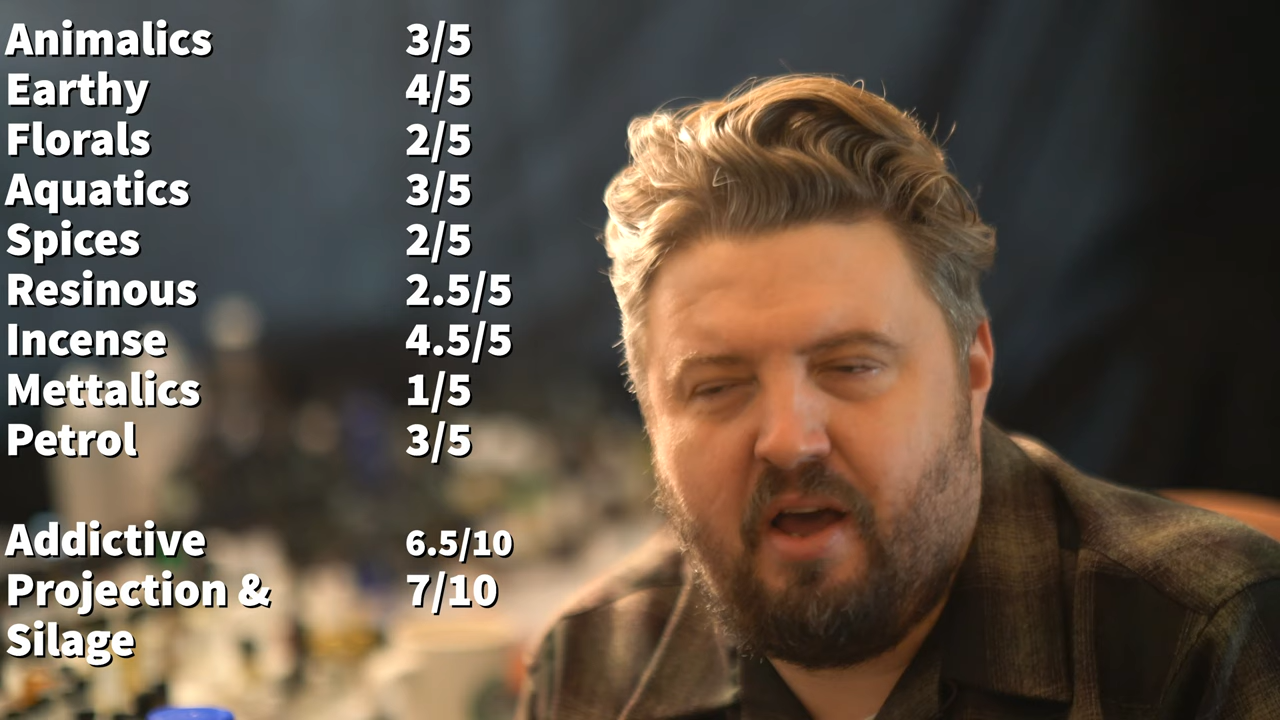 Animalics 3/5
Earthy 4/5
Florals 2/5
Aquatics 3/5
Spices 2/5
Resinous 2.5/5
Incense 4.5/5
Mettalics 1/5
Petrol 3/5
Addictive 6.5/10
Projection & 7/10
Silage